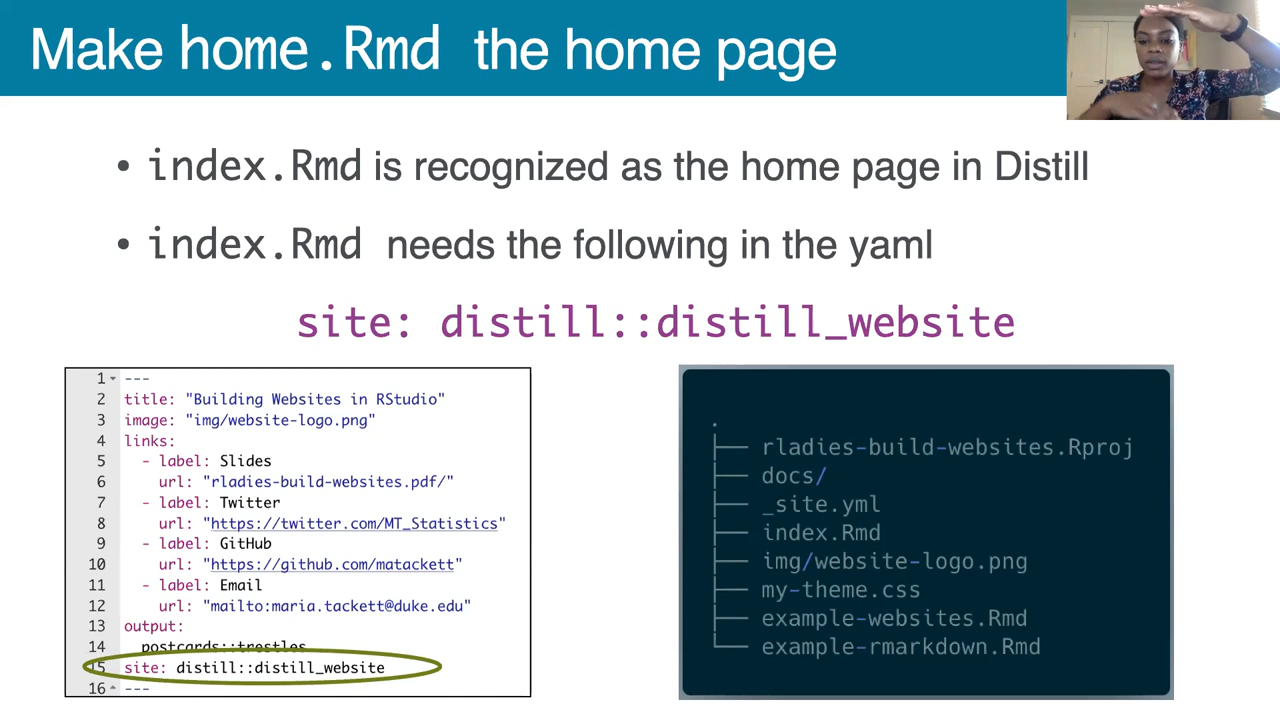 Make home.Rmd the home page
• index.Rmd is recognized as the home page in Distill
• index.Rmd needs the following in the yaml
site: distill::distill_website
1 ---
2 title: "Building Websites in RStudio"
3 image: "img/website-logo.png"
4 links:
5 - label: Slides
6 url: "rladies-build-websites.pdf/"
7 - label: Twitter
8 url: "https://twitter.com/MT_Statistics"
9 - label: GitHub
10 url: "https://github.com/matackett"
11 - label: Email
12 url: "mailto:maria.tackett@duke.edu"
13 output:
14 postcards::trestles
15 site: distill::distill_website
16 ---
.
├── rladies-build-websites.Rproj
├── docs/
├── _site.yml
├── index.Rmd
├── img/website-logo.png
├── my-theme.css
├── example-websites.Rmd
└── example-rmarkdown.Rmd